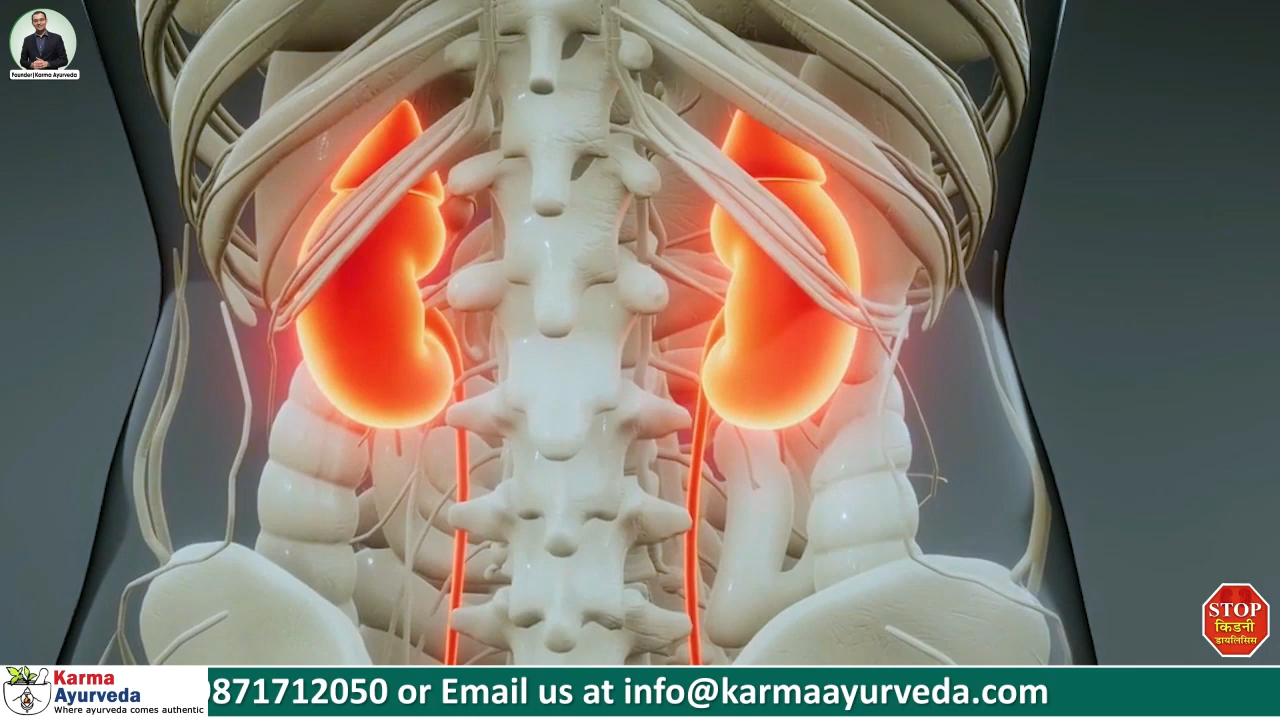 Founder|Karma Ayurveda
STOP
किडनी
डायलिसिस
Karma
Ayurveda
Where ayurveda comes authentic
9871712050 or Email us at info@karmaayurveda.com